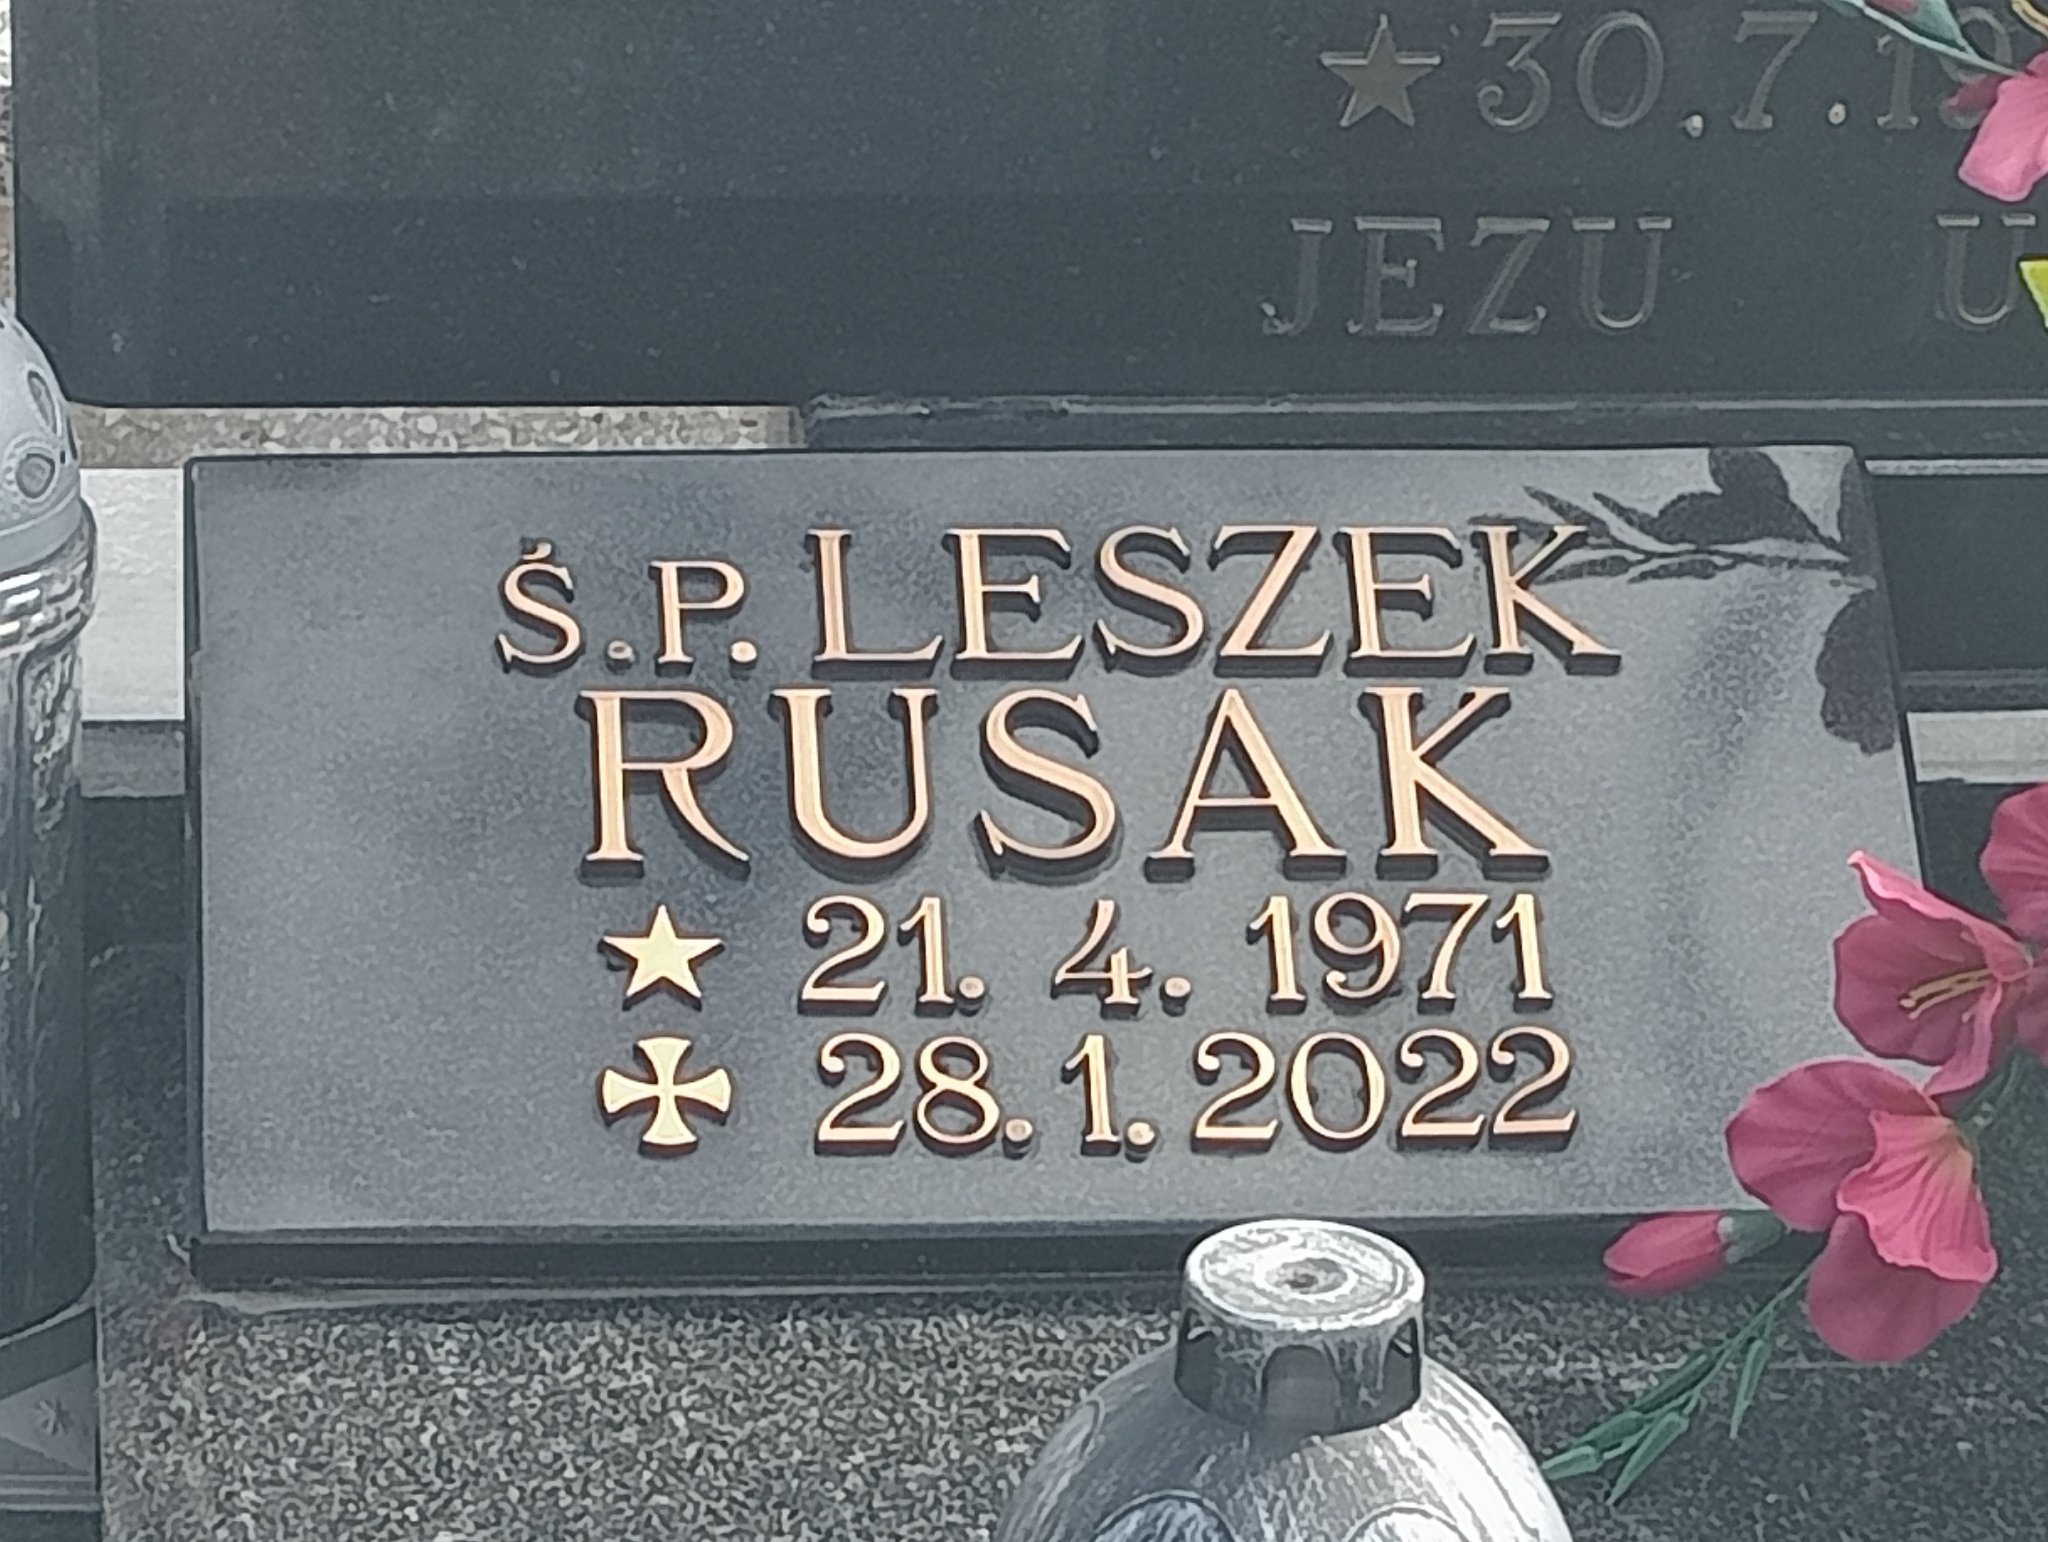 30.7.19
JEZU U
Ś.P. LESZEK
RUSAK
★ 21. 4. 1971
✠ 28. 1. 2022